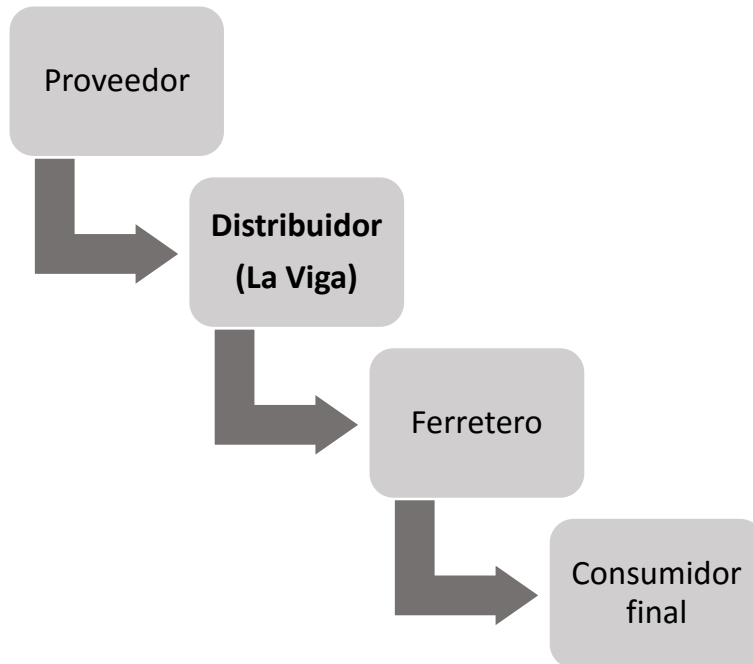 Proveedor
Distribuidor
(La Viga)
Ferretero
Consumidor
final